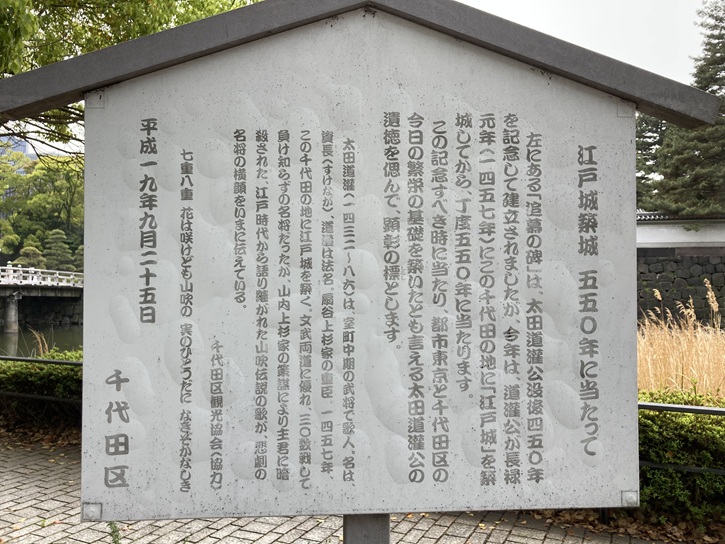 江戸城築城 五五〇年に当たって
左にある「追慕の碑」は、太田道灌公没後四五〇年
を記念して建立されましたが、今年は、道灌公が長禄
元年(一四五七年)にこの千代田の地に「江戸城」を築
城してから、丁度五五〇年に当たります。
この記念すべき時に当たり、都市東京と千代田区の
今日の繁栄の基礎を築いたとも言える太田道灌公の
遺徳を偲んで、顕彰の標とします。
太田道灌(一四三二〜八六)は、室町中期の武将で歌人。名は
資長(すけなが)、道灌は法名。扇谷上杉家の重臣。一四五七年、
この千代田の地に江戸城を築く。文武両道に優れ、三〇数戦して
負け知らずの名将だったが、山内上杉家の策謀により主君に暗
殺された。江戸時代から語り継がれた山吹伝説の歌が、悲劇の
名将の横顔をいまに伝えている。
千代田区観光協会(協力)
七重八重 花は咲けども山吹の 実のひとつだに なきぞかなしき
平成一九年九月二十五日
千代田区